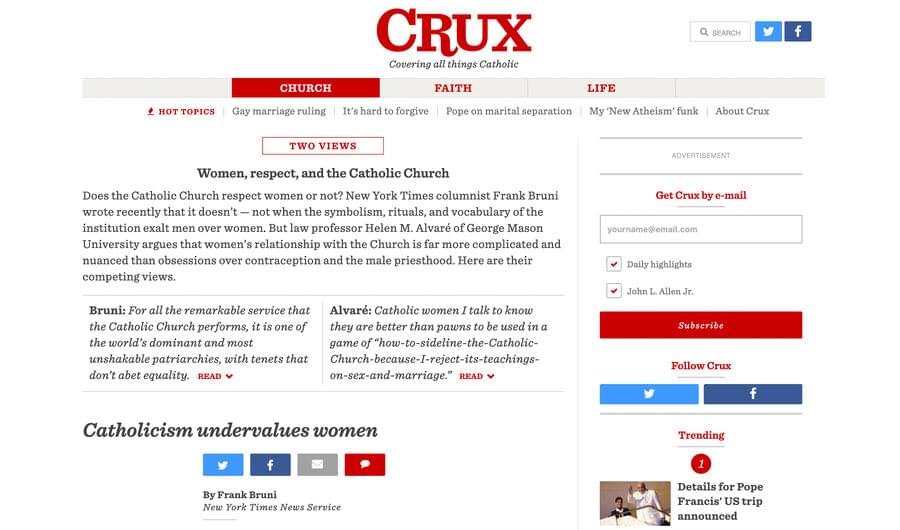 CRUX
Covering all things Catholic
SEARCH
CHURCH
FAITH
LIFE
HOT TOPICS
Gay marriage ruling
It's hard to forgive
Pope on marital separation
My 'New Atheism' funk
About Crux
TWO VIEWS
Women, respect, and the Catholic Church
Does the Catholic Church respect women or not? New York Times columnist Frank Bruni
wrote recently that it doesn't — not when the symbolism, rituals, and vocabulary of the
institution exalt men over women. But law professor Helen M. Alvaré of George Mason
University argues that women's relationship with the Church is far more complicated and
nuanced than obsessions over contraception and the male priesthood. Here are their
competing views.
Bruni: For all the remarkable service that
the Catholic Church performs, it is one of
the world's dominant and most
unshakable patriarchies, with tenets that
don't abet equality. READ
Alvaré: Catholic women I talk to know
they are better than pawns to be used in a
game of "how-to-sideline-the-Catholic-
Church-because-I-reject-its-teachings-
on-sex-and-marriage." READ
Catholicism undervalues women
By Frank Bruni
New York Times News Service
ADVERTISEMENT
Get Crux by e-mail
yourname@email.com
Daily highlights
John L. Allen Jr.
Subscribe
Follow Crux
Trending
1
Details for Pope
Francis' US trip
announced